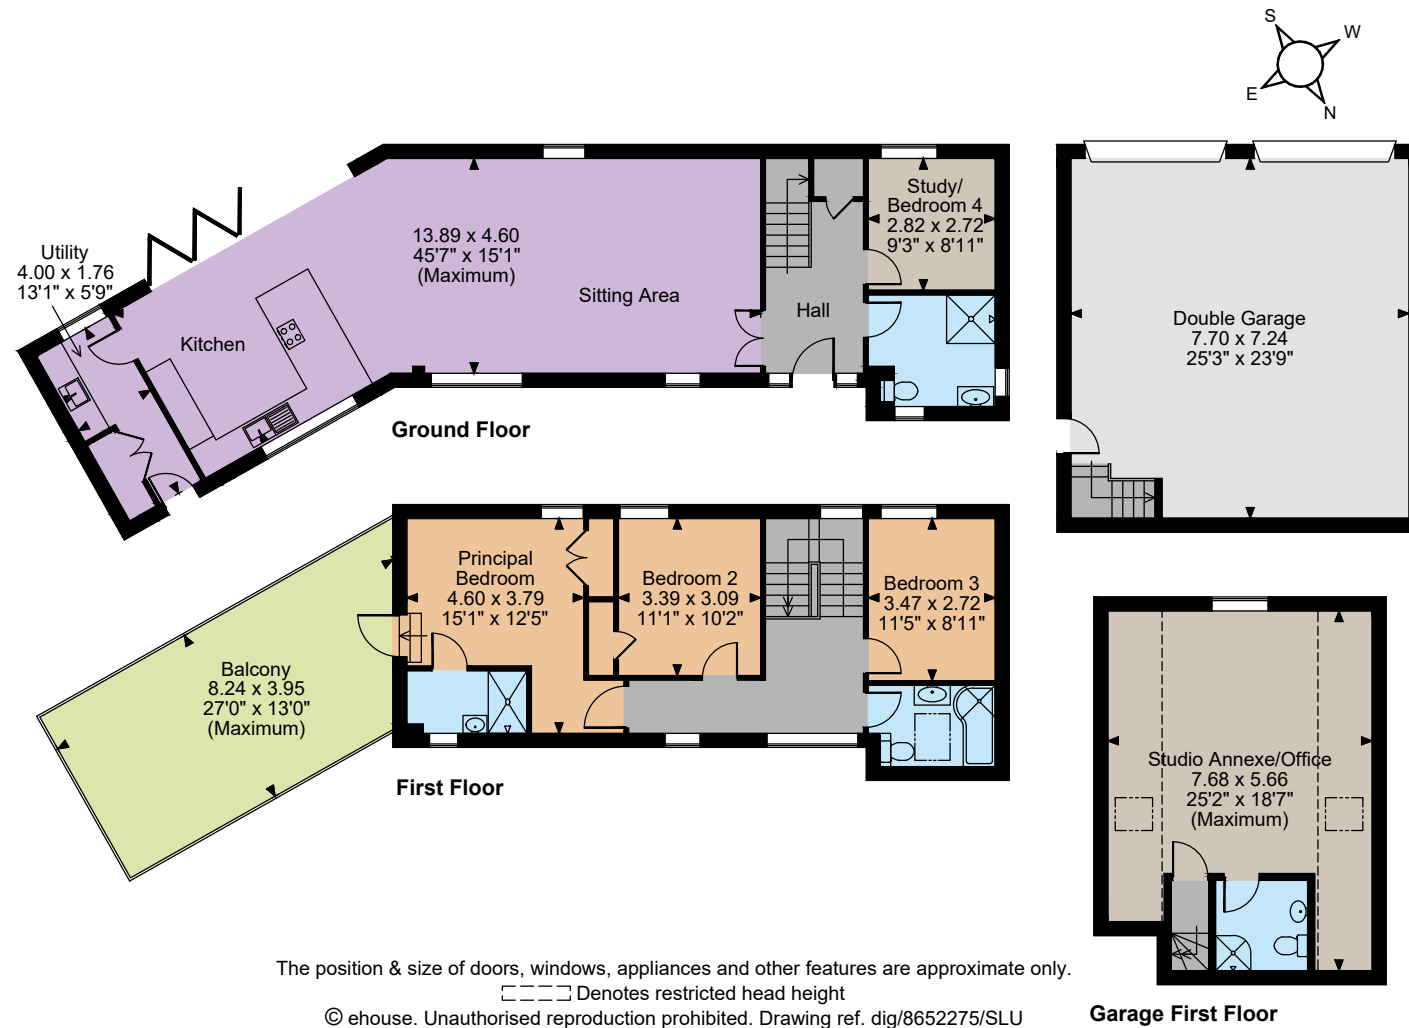 S
W
E
N
Utility
4.00 x 1.76
13'1" x 5'9"
Kitchen
13.89 x 4.60
45'7" x 15'1"
(Maximum)
Sitting Area
Hall
Study/
Bedroom 4
2.82 x 2.72
9'3" x 8'11"
Ground Floor
Double Garage
7.70 x 7.24
25'3" x 23'9"
Balcony
8.24 x 3.95
27'0" x 13'0"
(Maximum)
Principal
Bedroom
4.60 x 3.79
15'1" x 12'5"
Bedroom 2
3.39 x 3.09
11'1" x 10'2"
Bedroom 3
3.47 x 2.72
11'5" x 8'11"
First Floor
Studio Annexe/Office
7.68 x 5.66
25'2" x 18'7"
(Maximum)
Garage First Floor
The position & size of doors, windows, appliances and other features are approximate only.
Denotes restricted head height
© ehouse. Unauthorised reproduction prohibited. Drawing ref. dig/8652275/SLU